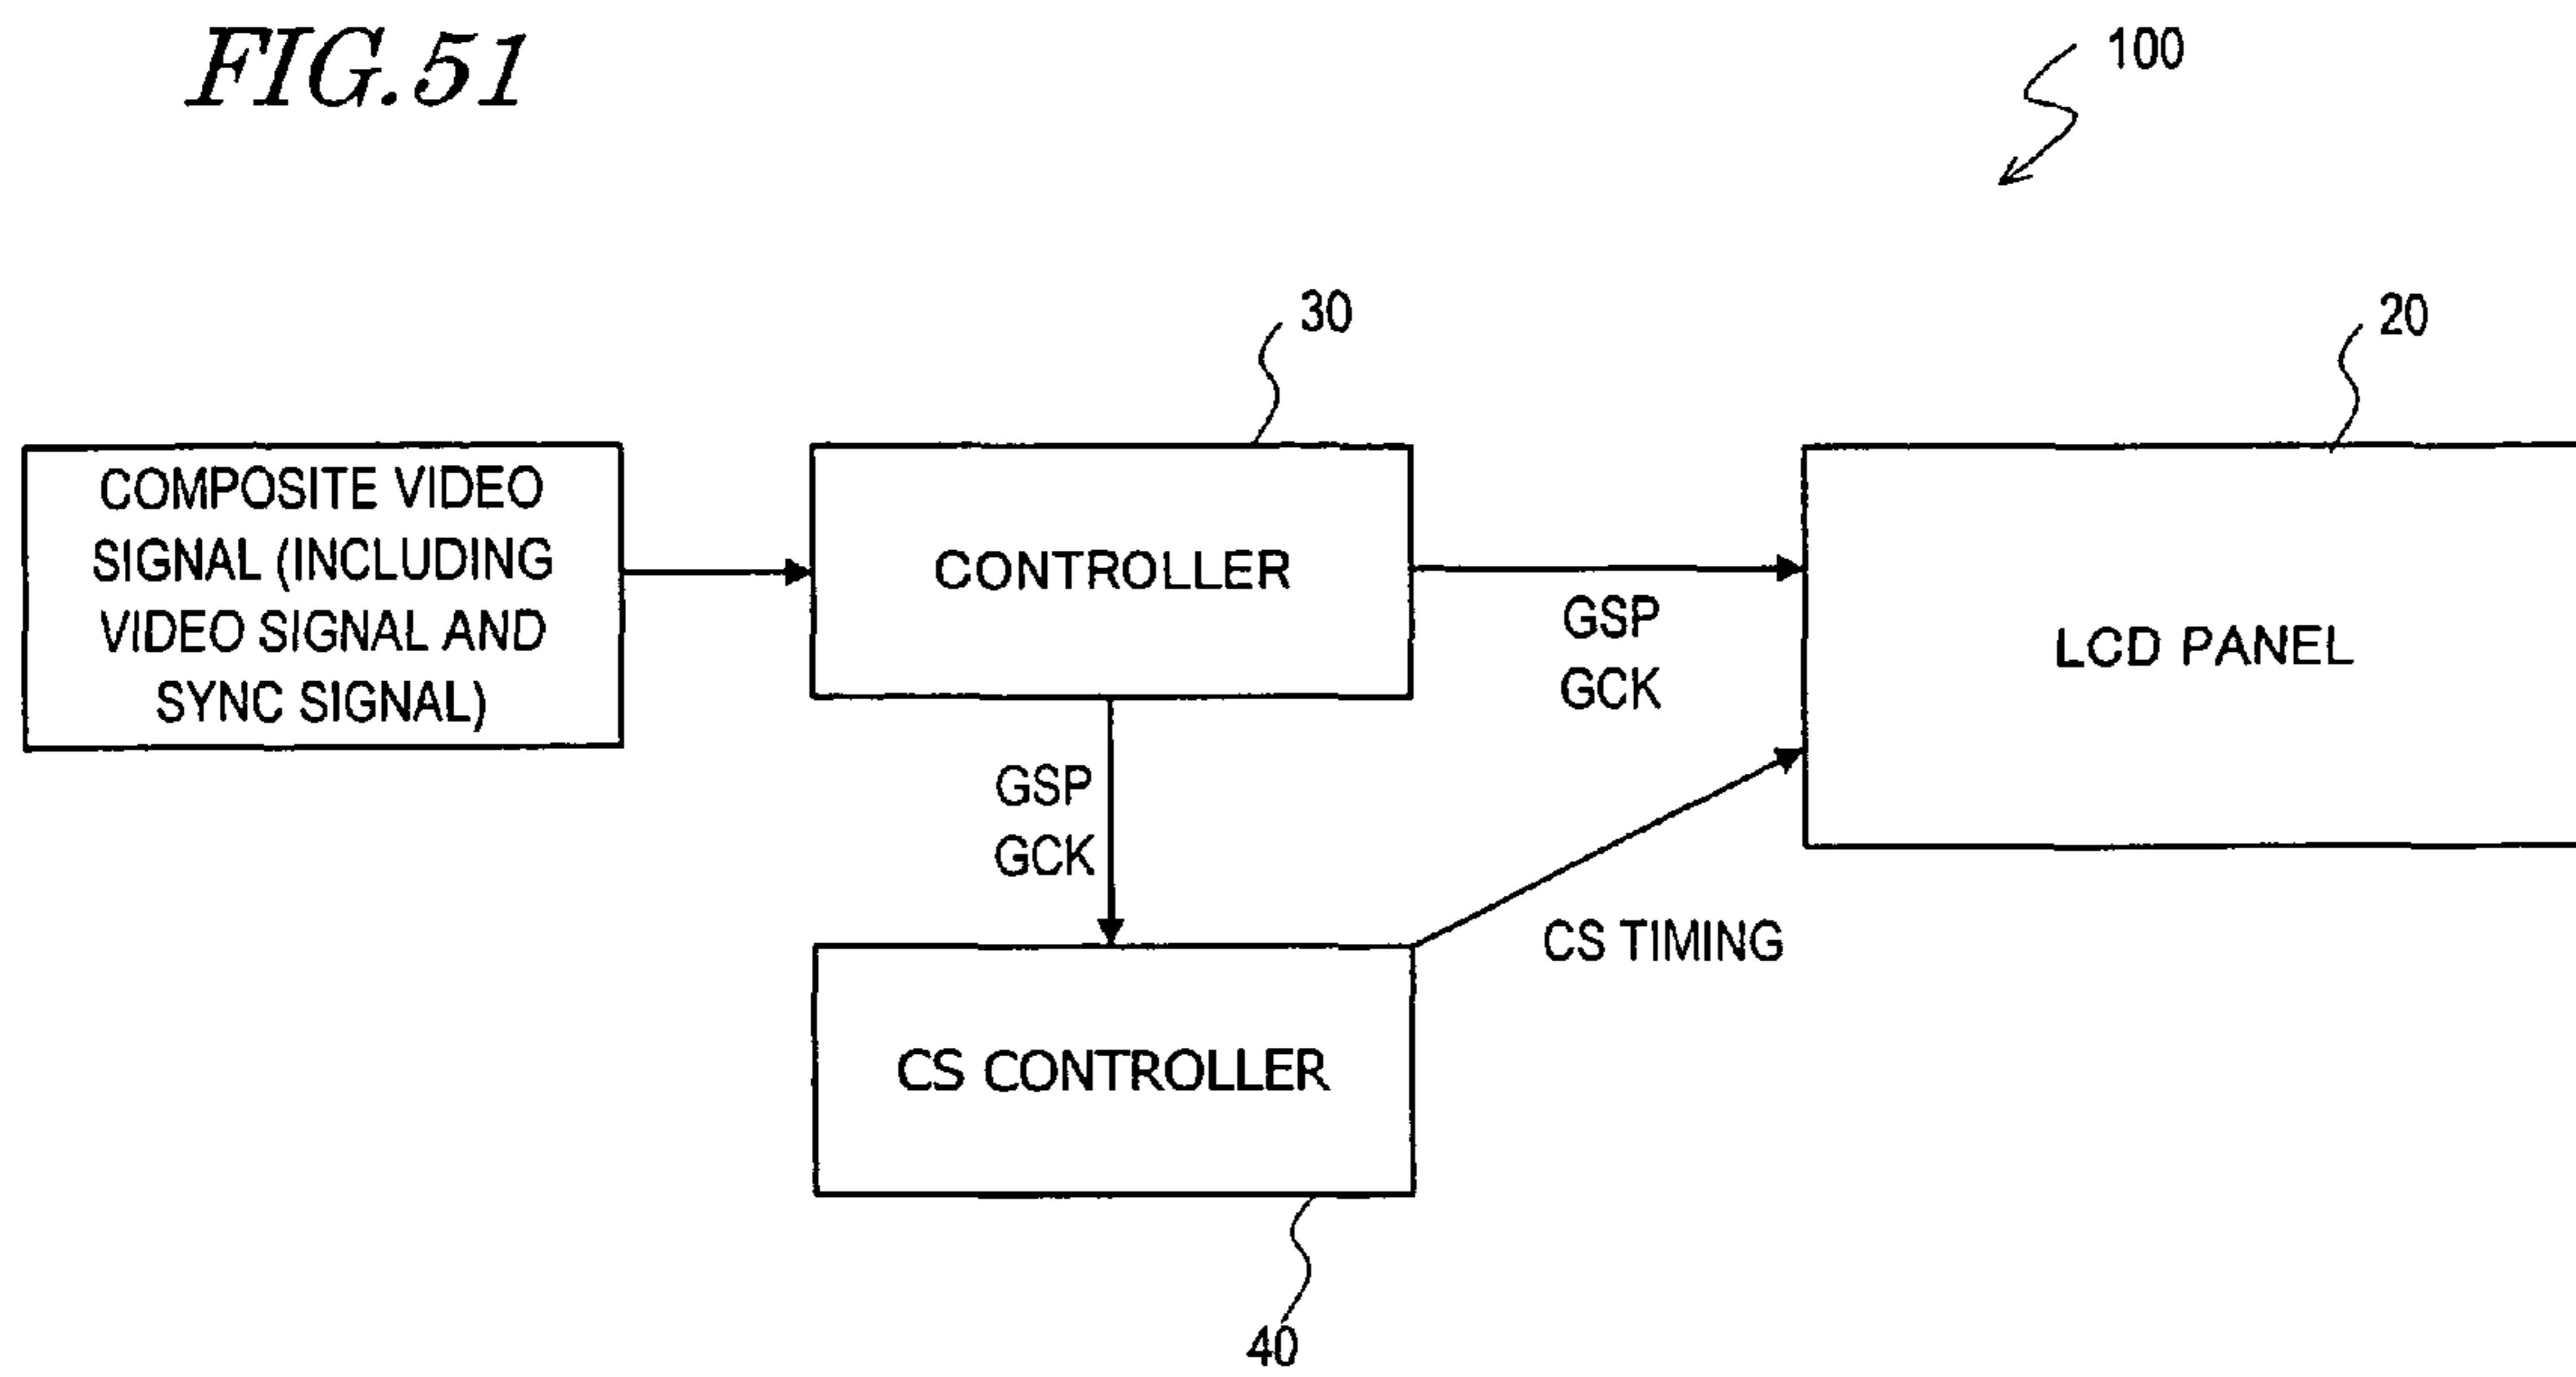 FIG.51
100
30
20
COMPOSITE VIDEO
SIGNAL (INCLUDING
VIDEO SIGNAL AND
SYNC SIGNAL)
CONTROLLER
GSP
GCK
LCD PANEL
GSP
GCK
CS TIMING
CS CONTROLLER
40